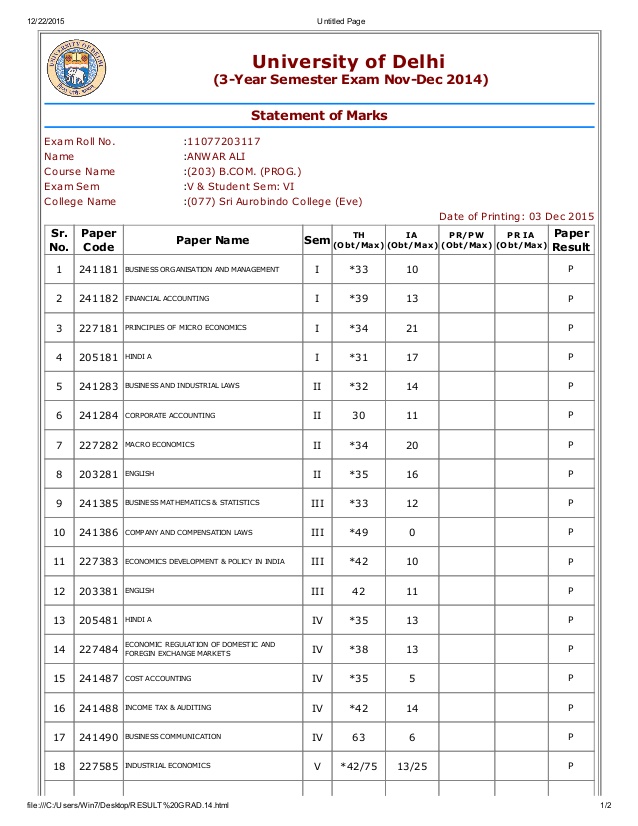 12/22/2015 Untitled Page
University of Delhi
(3-Year Semester Exam Nov-Dec 2014)
Statement of Marks
Exam Roll No. :11077203117
Name :ANWAR ALI
Course Name :(203) B.COM. (PROG.)
Exam Sem :V & Student Sem: VI
College Name :(077) Sri Aurobindo College (Eve)
Date of Printing: 03 Dec 2015
Sr. No. Paper Code Paper Name Sem TH (Obt/Max) IA (Obt/Max) PR/PW (Obt/Max) PR IA (Obt/Max) Paper Result
1 241181 BUSINESS ORGANISATION AND MANAGEMENT I *33 10 P
2 241182 FINANCIAL ACCOUNTING I *39 13 P
3 227181 PRINCIPLES OF MICRO ECONOMICS I *34 21 P
4 205181 HINDI A I *31 17 P
5 241283 BUSINESS AND INDUSTRIAL LAWS II *32 14 P
6 241284 CORPORATE ACCOUNTING II 30 11 P
7 227282 MACRO ECONOMICS II *34 20 P
8 203281 ENGLISH II *35 16 P
9 241385 BUSINESS MATHEMATICS & STATISTICS III *33 12 P
10 241386 COMPANY AND COMPENSATION LAWS III *49 0 P
11 227383 ECONOMICS DEVELOPMENT & POLICY IN INDIA III *42 10 P
12 203381 ENGLISH III 42 11 P
13 205481 HINDI A IV *35 13 P
14 227484 ECONOMIC REGULATION OF DOMESTIC AND FOREGIN EXCHANGE MARKETS IV *38 13 P
15 241487 COST ACCOUNTING IV *35 5 P
16 241488 INCOME TAX & AUDITING IV *42 14 P
17 241490 BUSINESS COMMUNICATION IV 63 6 P
18 227585 INDUSTRIAL ECONOMICS V *42/75 13/25 P
file:///C:/Users/Win7/Desktop/RESULT%20GRAD.14.html 1/2